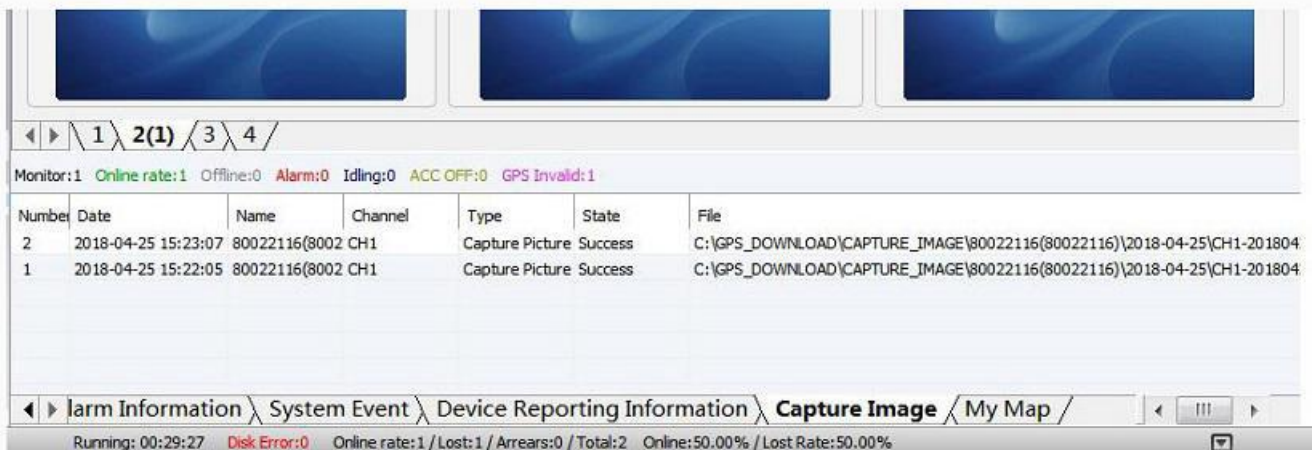 1 2(1) 3 4
Monitor:1 Online rate:1 Offline:0 Alarm:0 Idling:0 ACC OFF:0 GPS Invalid:1
Number Date Name Channel Type State File
2 2018-04-25 15:23:07 80022116(8002 CH1 Capture Picture Success C:\GPS_DOWNLOAD\CAPTURE_IMAGE\80022116(80022116)\2018-04-25\CH1-201804
1 2018-04-25 15:22:05 80022116(8002 CH1 Capture Picture Success C:\GPS_DOWNLOAD\CAPTURE_IMAGE\80022116(80022116)\2018-04-25\CH1-201804
larm Information System Event Device Reporting Information Capture Image My Map
Running: 00:29:27 Disk Error:0 Online rate:1 / Lost:1 / Arrears:0 / Total:2 Online:50.00% / Lost Rate:50.00%